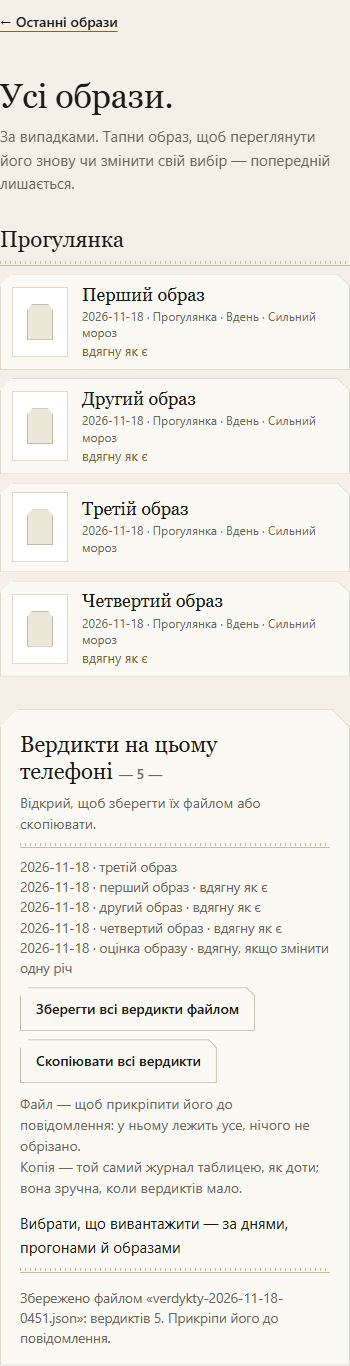 ← Останні образи
Усі образи.
За випадками. Тапни образ, щоб переглянути
його знову чи змінити свій вибір — попередній
лишається.
Прогулянка
Перший образ
2026-11-18 · Прогулянка · Вдень · Сильний
мороз
вдягну як є
Другий образ
2026-11-18 · Прогулянка · Вдень · Сильний
мороз
вдягну як є
Третій образ
2026-11-18 · Прогулянка · Вдень · Сильний
мороз
Четвертий образ
2026-11-18 · Прогулянка · Вдень · Сильний
мороз
вдягну як є
Вердикти на цьому
телефоні — 5 —
Відкрий, щоб зберегти їх файлом або
скопіювати.
2026-11-18 · третій образ
2026-11-18 · перший образ · вдягну як є
2026-11-18 · другий образ · вдягну як є
2026-11-18 · четвертий образ · вдягну як є
2026-11-18 · оцінка образу · вдягну, якщо змінити
одну річ
Зберегти всі вердикти файлом
Скопіювати всі вердикти
Файл — щоб прикріпити його до
повідомлення: у ньому лежить усе, нічого не
обрізано.
Копія — той самий журнал таблицею, як доти;
вона зручна, коли вердиктів мало.
Вибрати, що вивантажити — за днями,
прогонами й образами
Збережено файлом «verdykty-2026-11-18-
0451.json»: вердиктів 5. Прикріпи його до
повідомлення.